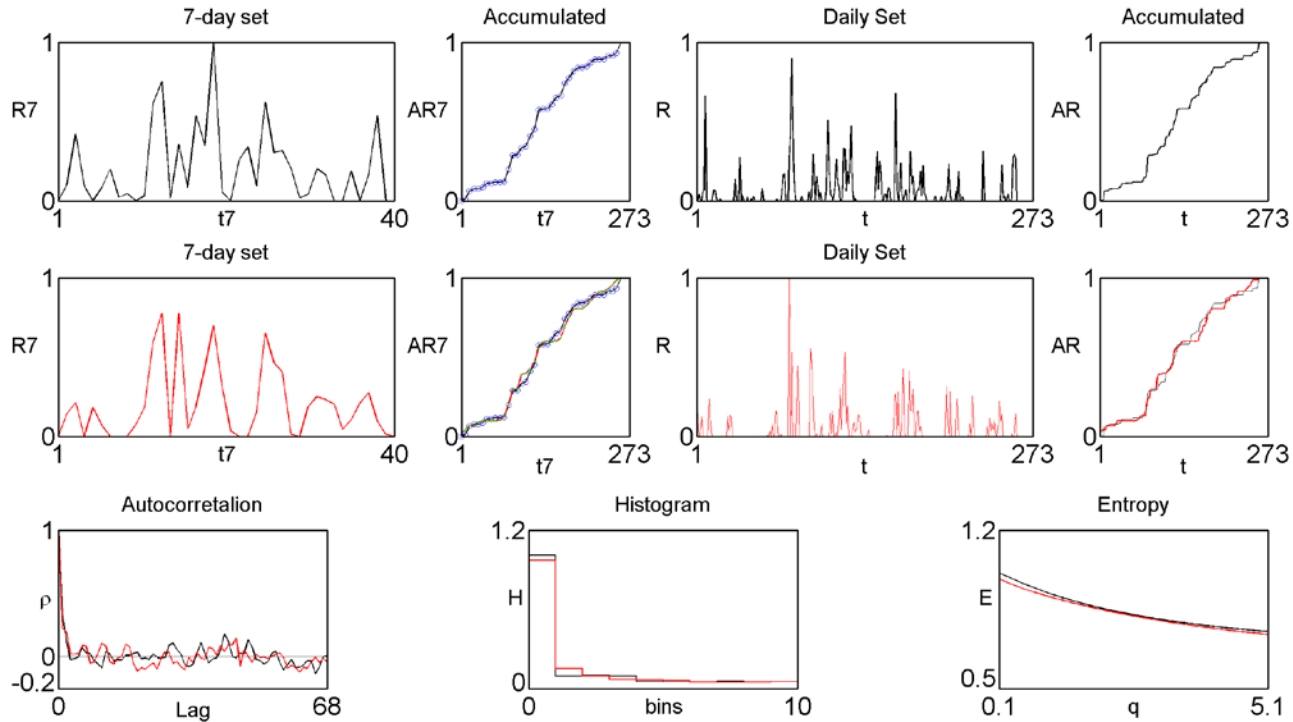 7-day set
Accumulated
Daily Set
Accumulated
1
R7
0
1
t7
40
1
AR7
0
1
t7
273
1
R
0
1
t
273
1
AR
0
1
t
273
7-day set
Daily Set
1
R7
0
1
t7
40
1
AR7
0
1
t7
273
1
R
0
1
t
273
1
AR
0
1
t
273
Autocorretalion
Histogram
Entropy
1
ρ
0
-0.2
0
Lag
68
1.2
H
0
0
bins
10
1.2
E
0.5
0.1
q
5.1